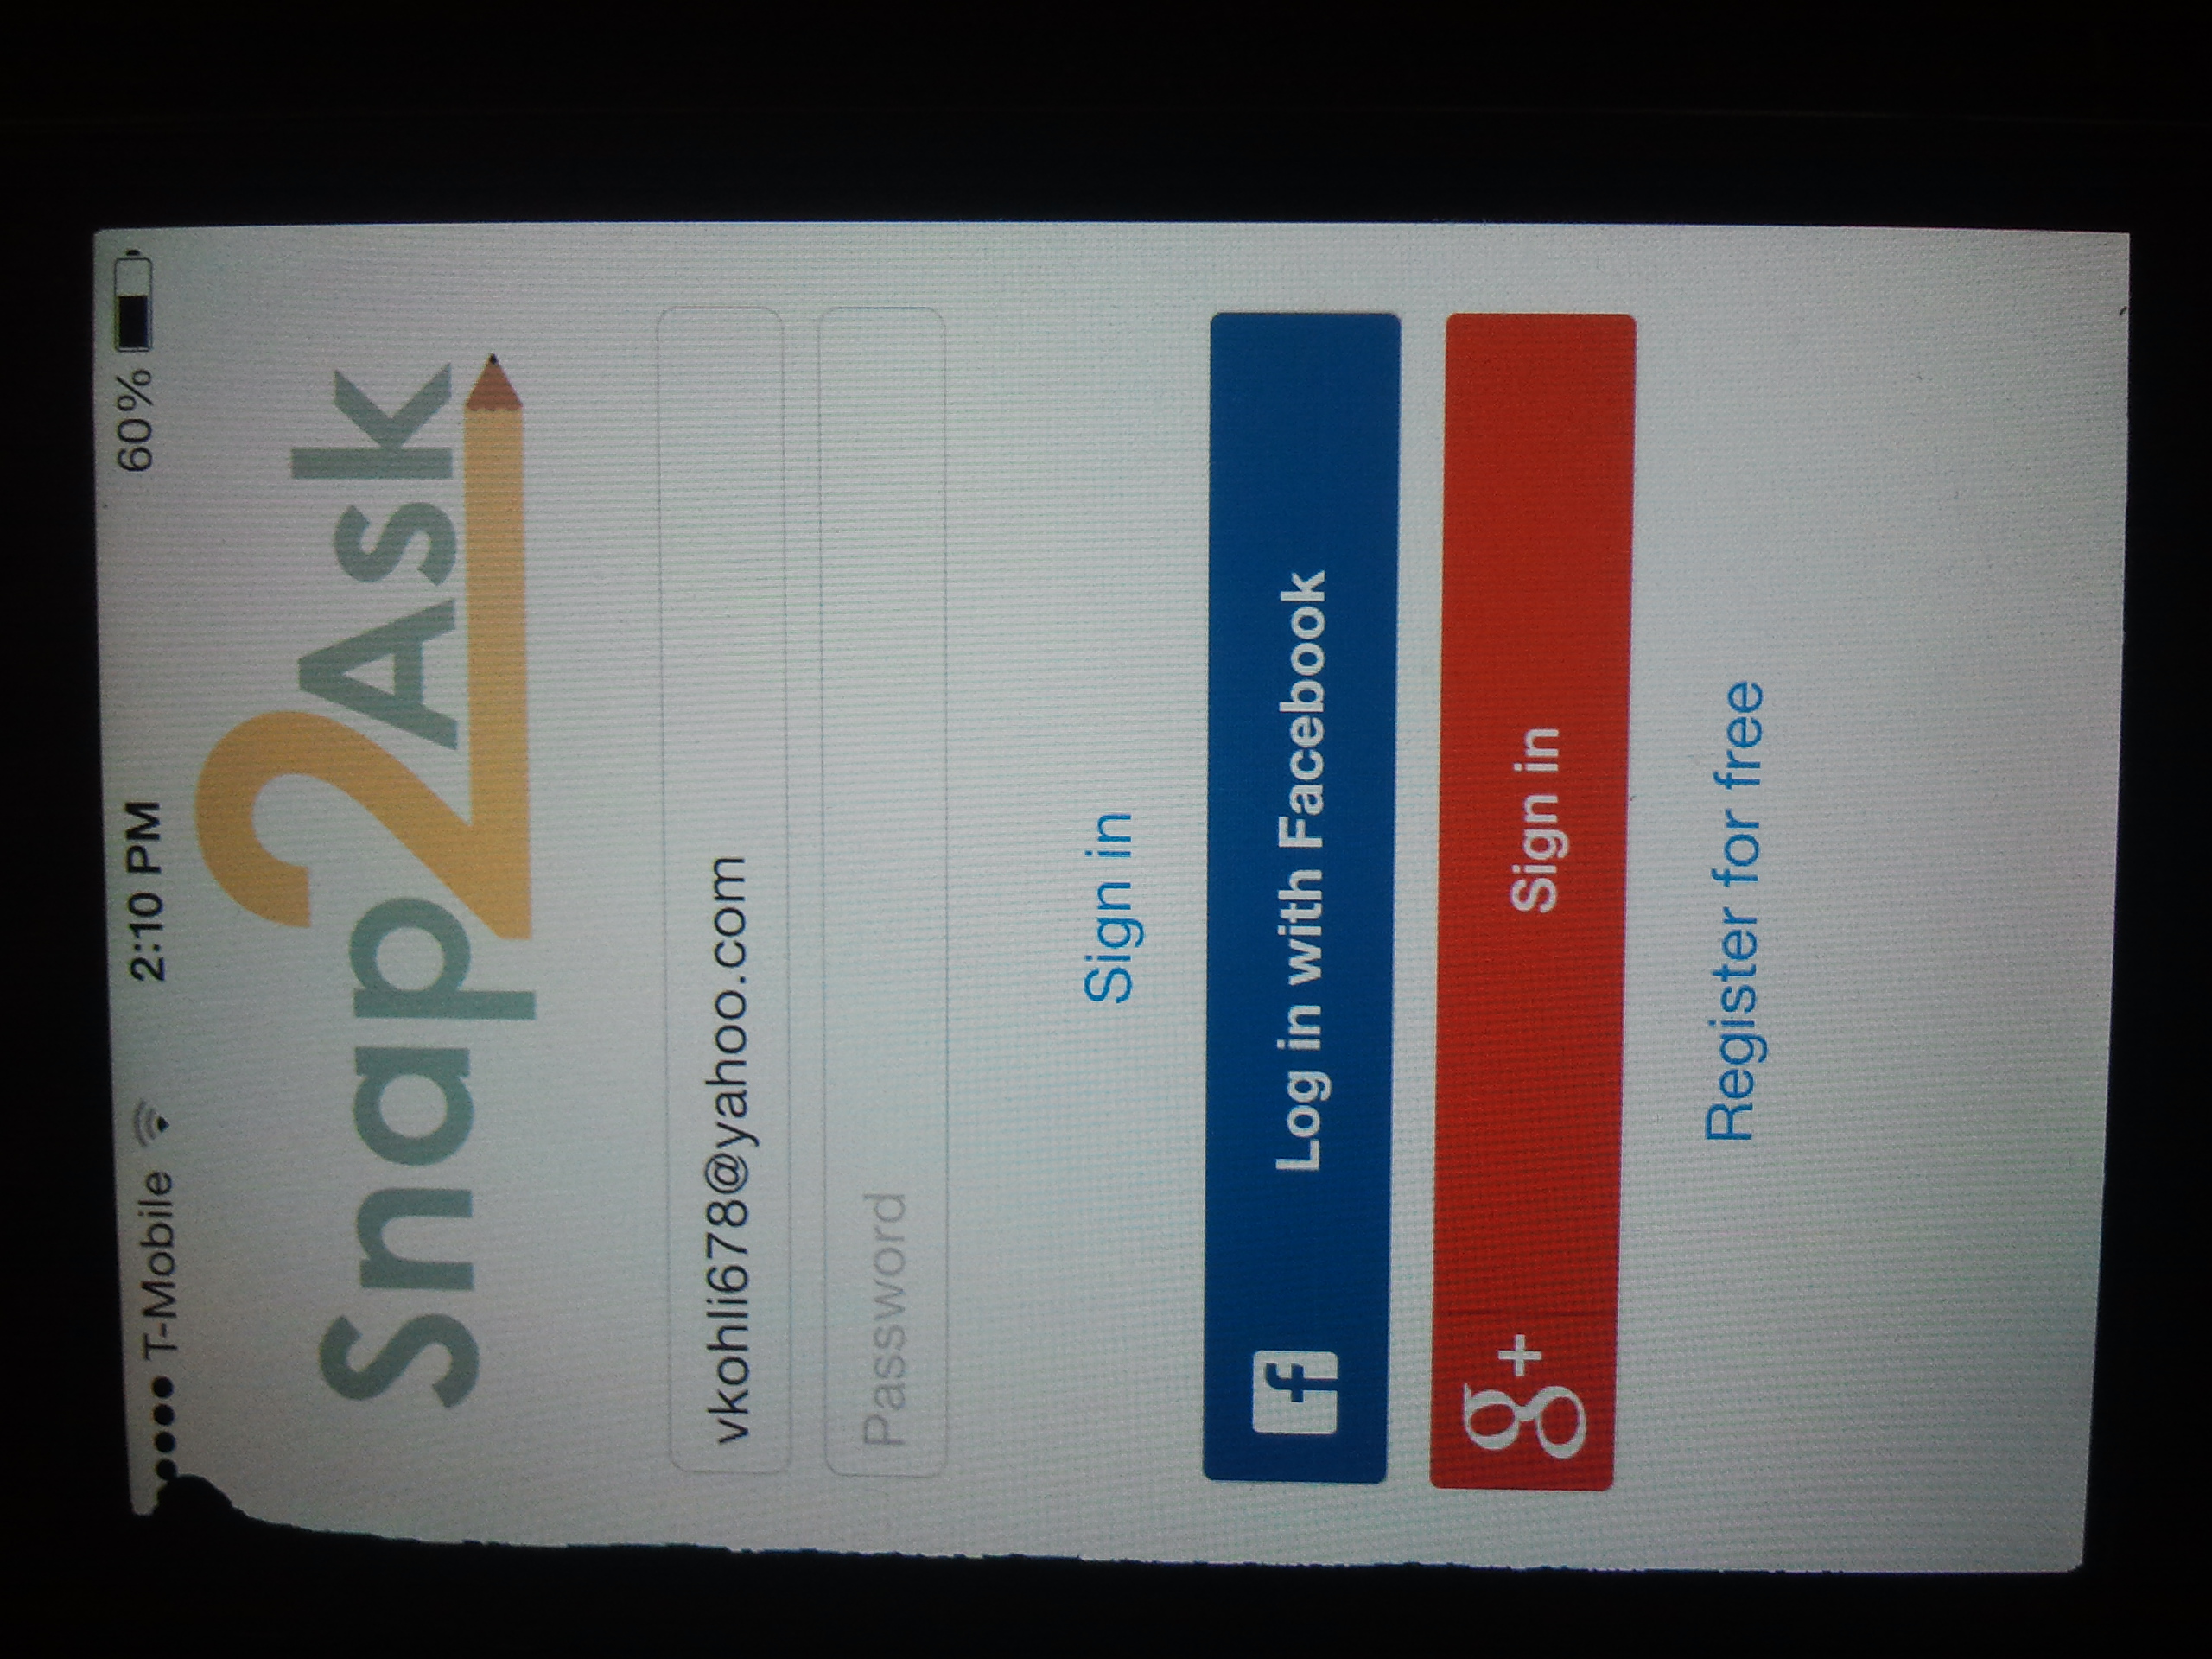 T-Mobile 2:10 PM 60%
Snap2Ask
vkohli678@yahoo.com
Password
Sign in
f Log in with Facebook
g+ Sign in
Register for free